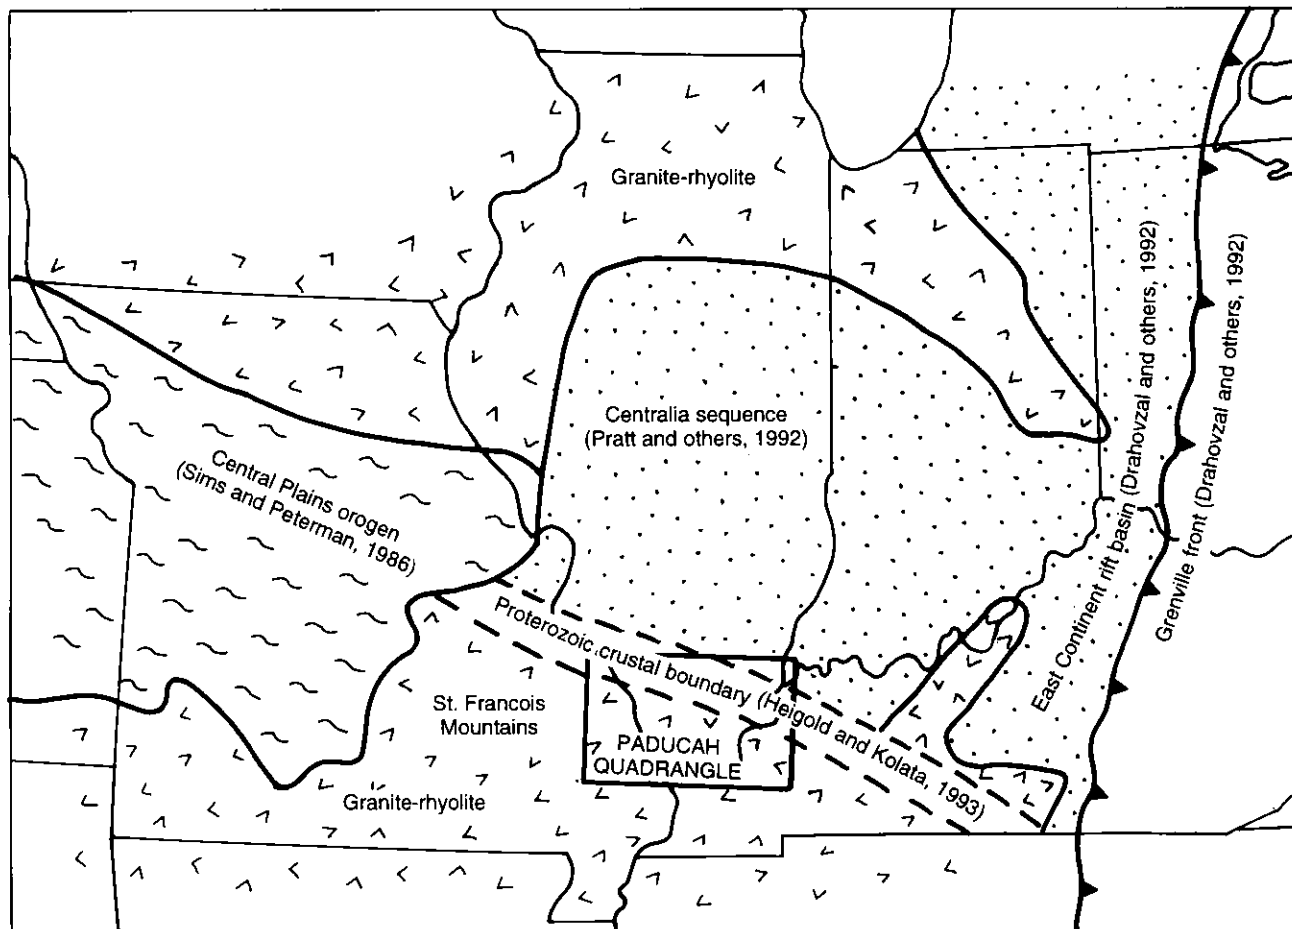 Granite-rhyolite
Centralia sequence
(Pratt and others, 1992)
Central Plains orogen
(Sims and Peterman, 1986)
East Continent rift basin (Drahovzal and others, 1992)
Grenville front (Drahovzal and others, 1992)
Proterozoic crustal boundary (Heigold and Kolata, 1993)
St. Francois
Mountains
PADUCAH
QUADRANGLE
Granite-rhyolite